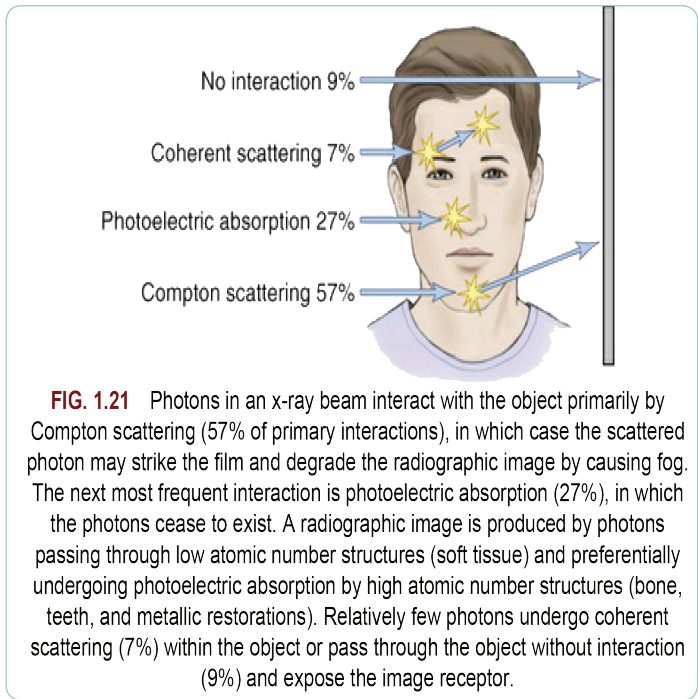 No interaction 9%
Coherent scattering 7%
Photoelectric absorption 27%
Compton scattering 57%
FIG. 1.21 Photons in an x-ray beam interact with the object primarily by
Compton scattering (57% of primary interactions), in which case the scattered
photon may strike the film and degrade the radiographic image by causing fog.
The next most frequent interaction is photoelectric absorption (27%), in which
the photons cease to exist. A radiographic image is produced by photons
passing through low atomic number structures (soft tissue) and preferentially
undergoing photoelectric absorption by high atomic number structures (bone,
teeth, and metallic restorations). Relatively few photons undergo coherent
scattering (7%) within the object or pass through the object without interaction
(9%) and expose the image receptor.